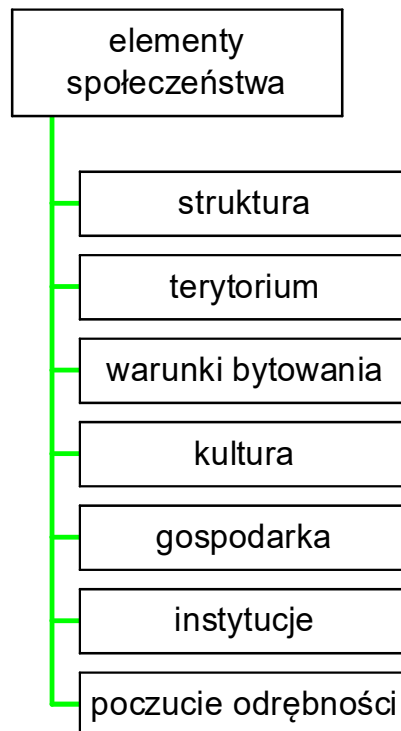 elementy
społeczeństwa
struktura
terytorium
warunki bytowania
kultura
gospodarka
instytucje
poczucie odrębności